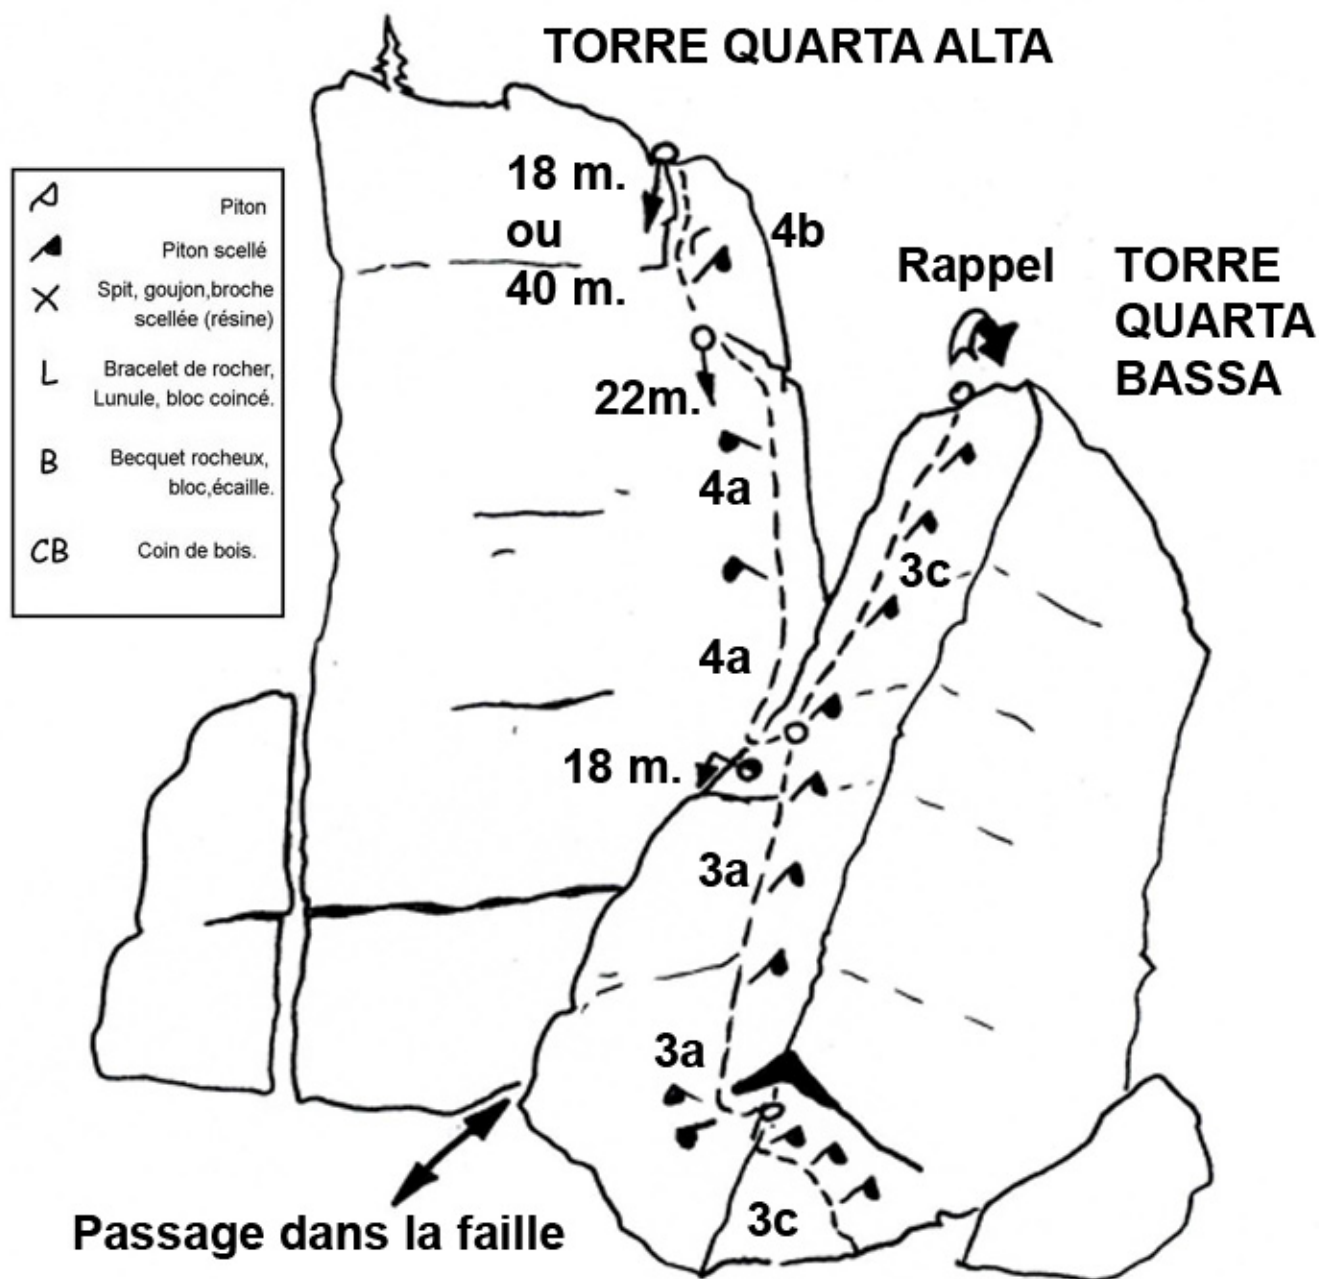 TORRE QUARTA ALTA
18 m.
ou
40 m.
4b
Rappel
TORRE
QUARTA
BASSA
Piton
Piton scellé
X Spit, goujon,broche
scellée (résine)
L Bracelet de rocher,
Lunule, bloc coincé.
B Becquet rocheux,
bloc,écaille.
CB Coin de bois.
22m.
4a
3c
4a
18 m.
3a
3a
3c
Passage dans la faille